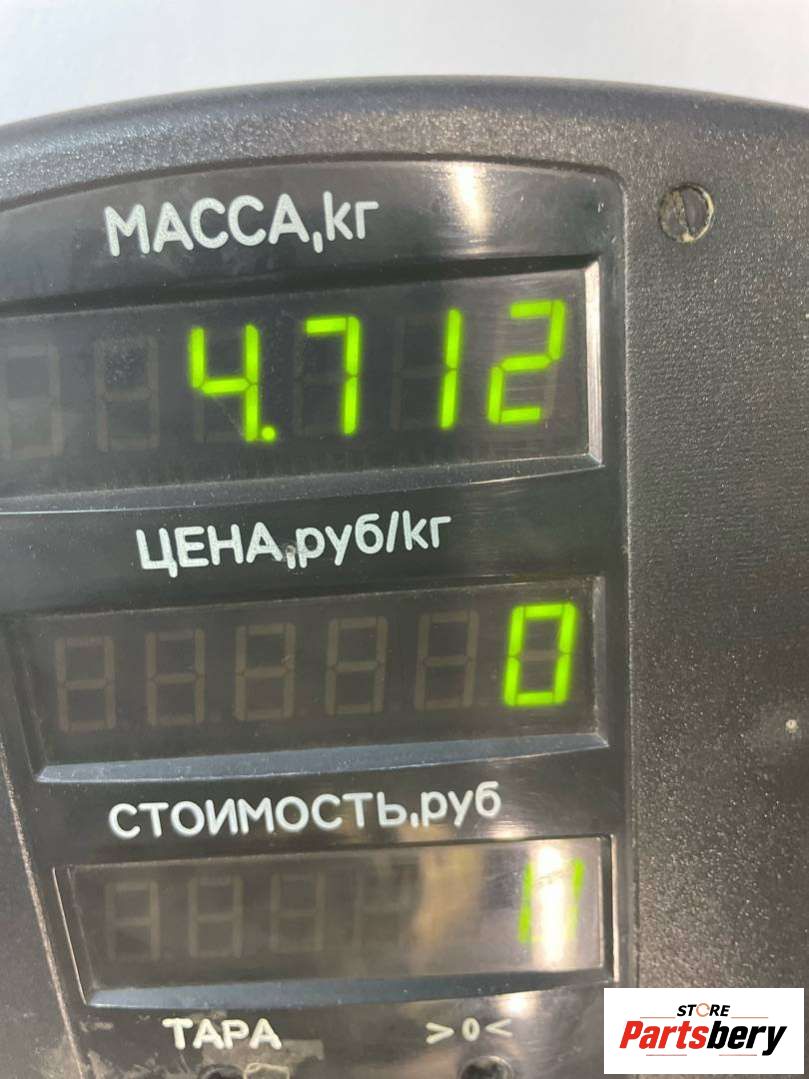 МАССА,кг
4.712
ЦЕНА,руб/кг
0
СТОИМОСТЬ,руб
ТАРА >0<
STORE
Partsbery